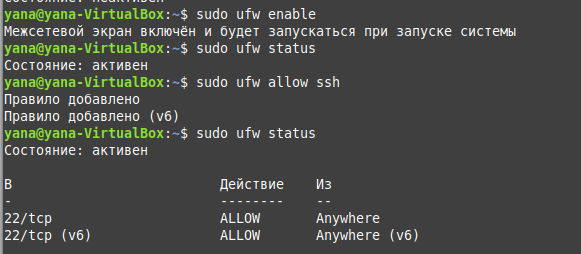 Состояние: неактивен
yana@yana-VirtualBox:~$ sudo ufw enable
Межсетевой экран включён и будет запускаться при запуске системы
yana@yana-VirtualBox:~$ sudo ufw status
Состояние: активен
yana@yana-VirtualBox:~$ sudo ufw allow ssh
Правило добавлено
Правило добавлено (v6)
yana@yana-VirtualBox:~$ sudo ufw status
Состояние: активен
В Действие Из
- -------- --
22/tcp ALLOW Anywhere
22/tcp (v6) ALLOW Anywhere (v6)